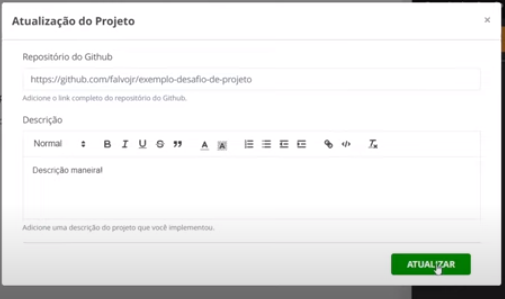 Atualização do Projeto
×
Repositório do Github
https://github.com/falvojr/exemplo-desafio-de-projeto
Adicione o link completo do repositório do Github.
Descrição
Normal B I U S ” A A </> Tx
Descrição maneira!
Adicione uma descrição do projeto que você implementou.
ATUALIZAR